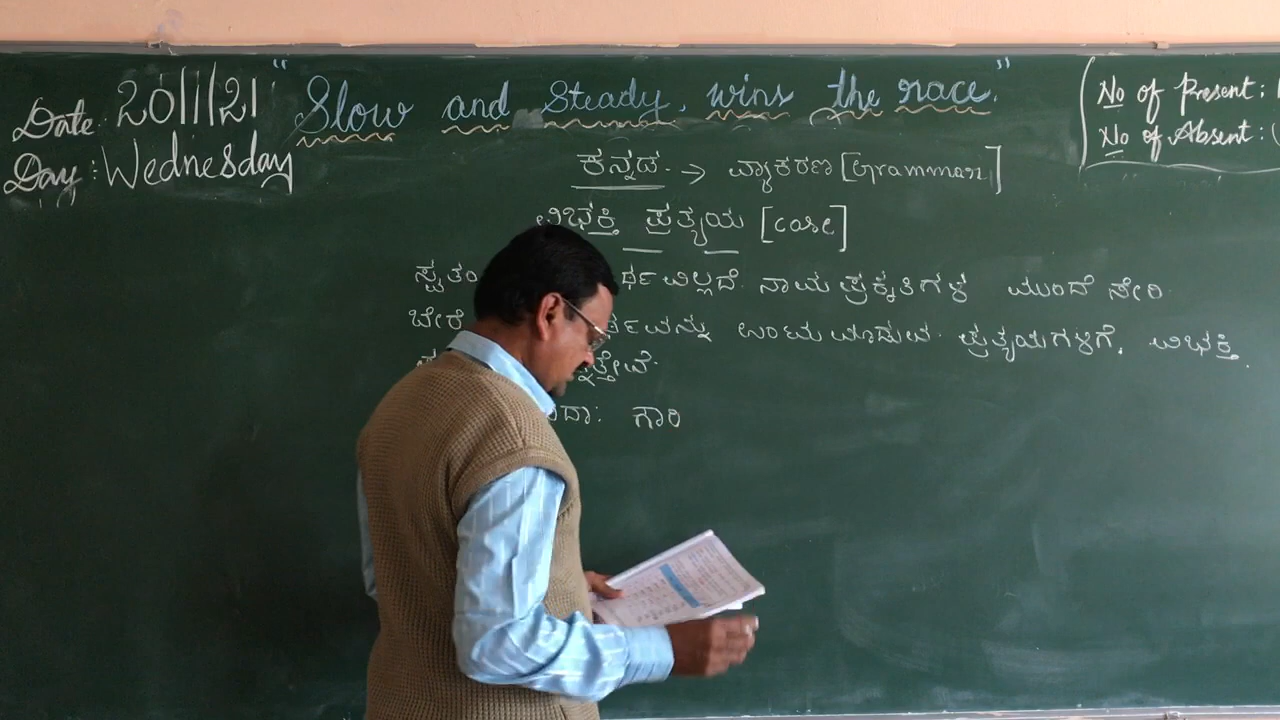 Date: 20/1/21 "Slow and Steady, wins the race."
Day: Wednesday
No of Present:
No of Absent:
ಕನ್ನಡ. → ವ್ಯಾಕರಣ [Grammar]
ವಿಭಕ್ತಿ ಪ್ರತ್ಯಯ [case]
ರ್ಥವಿಲ್ಲದೆ. ನಾಮ ಪ್ರಕೃತಿಗಳ ಮುಂದೆ ಸೇರಿ
ಬೇರೆ ರ್ಥವನ್ನು ಉಂಟು ಮಾಡುವ. ಪ್ರತ್ಯಯಗಳಿಗೆ, ವಿಭಕ್ತಿ
ನ್ನುತ್ತೇವೆ.
ದಾ: ಗೌರಿ